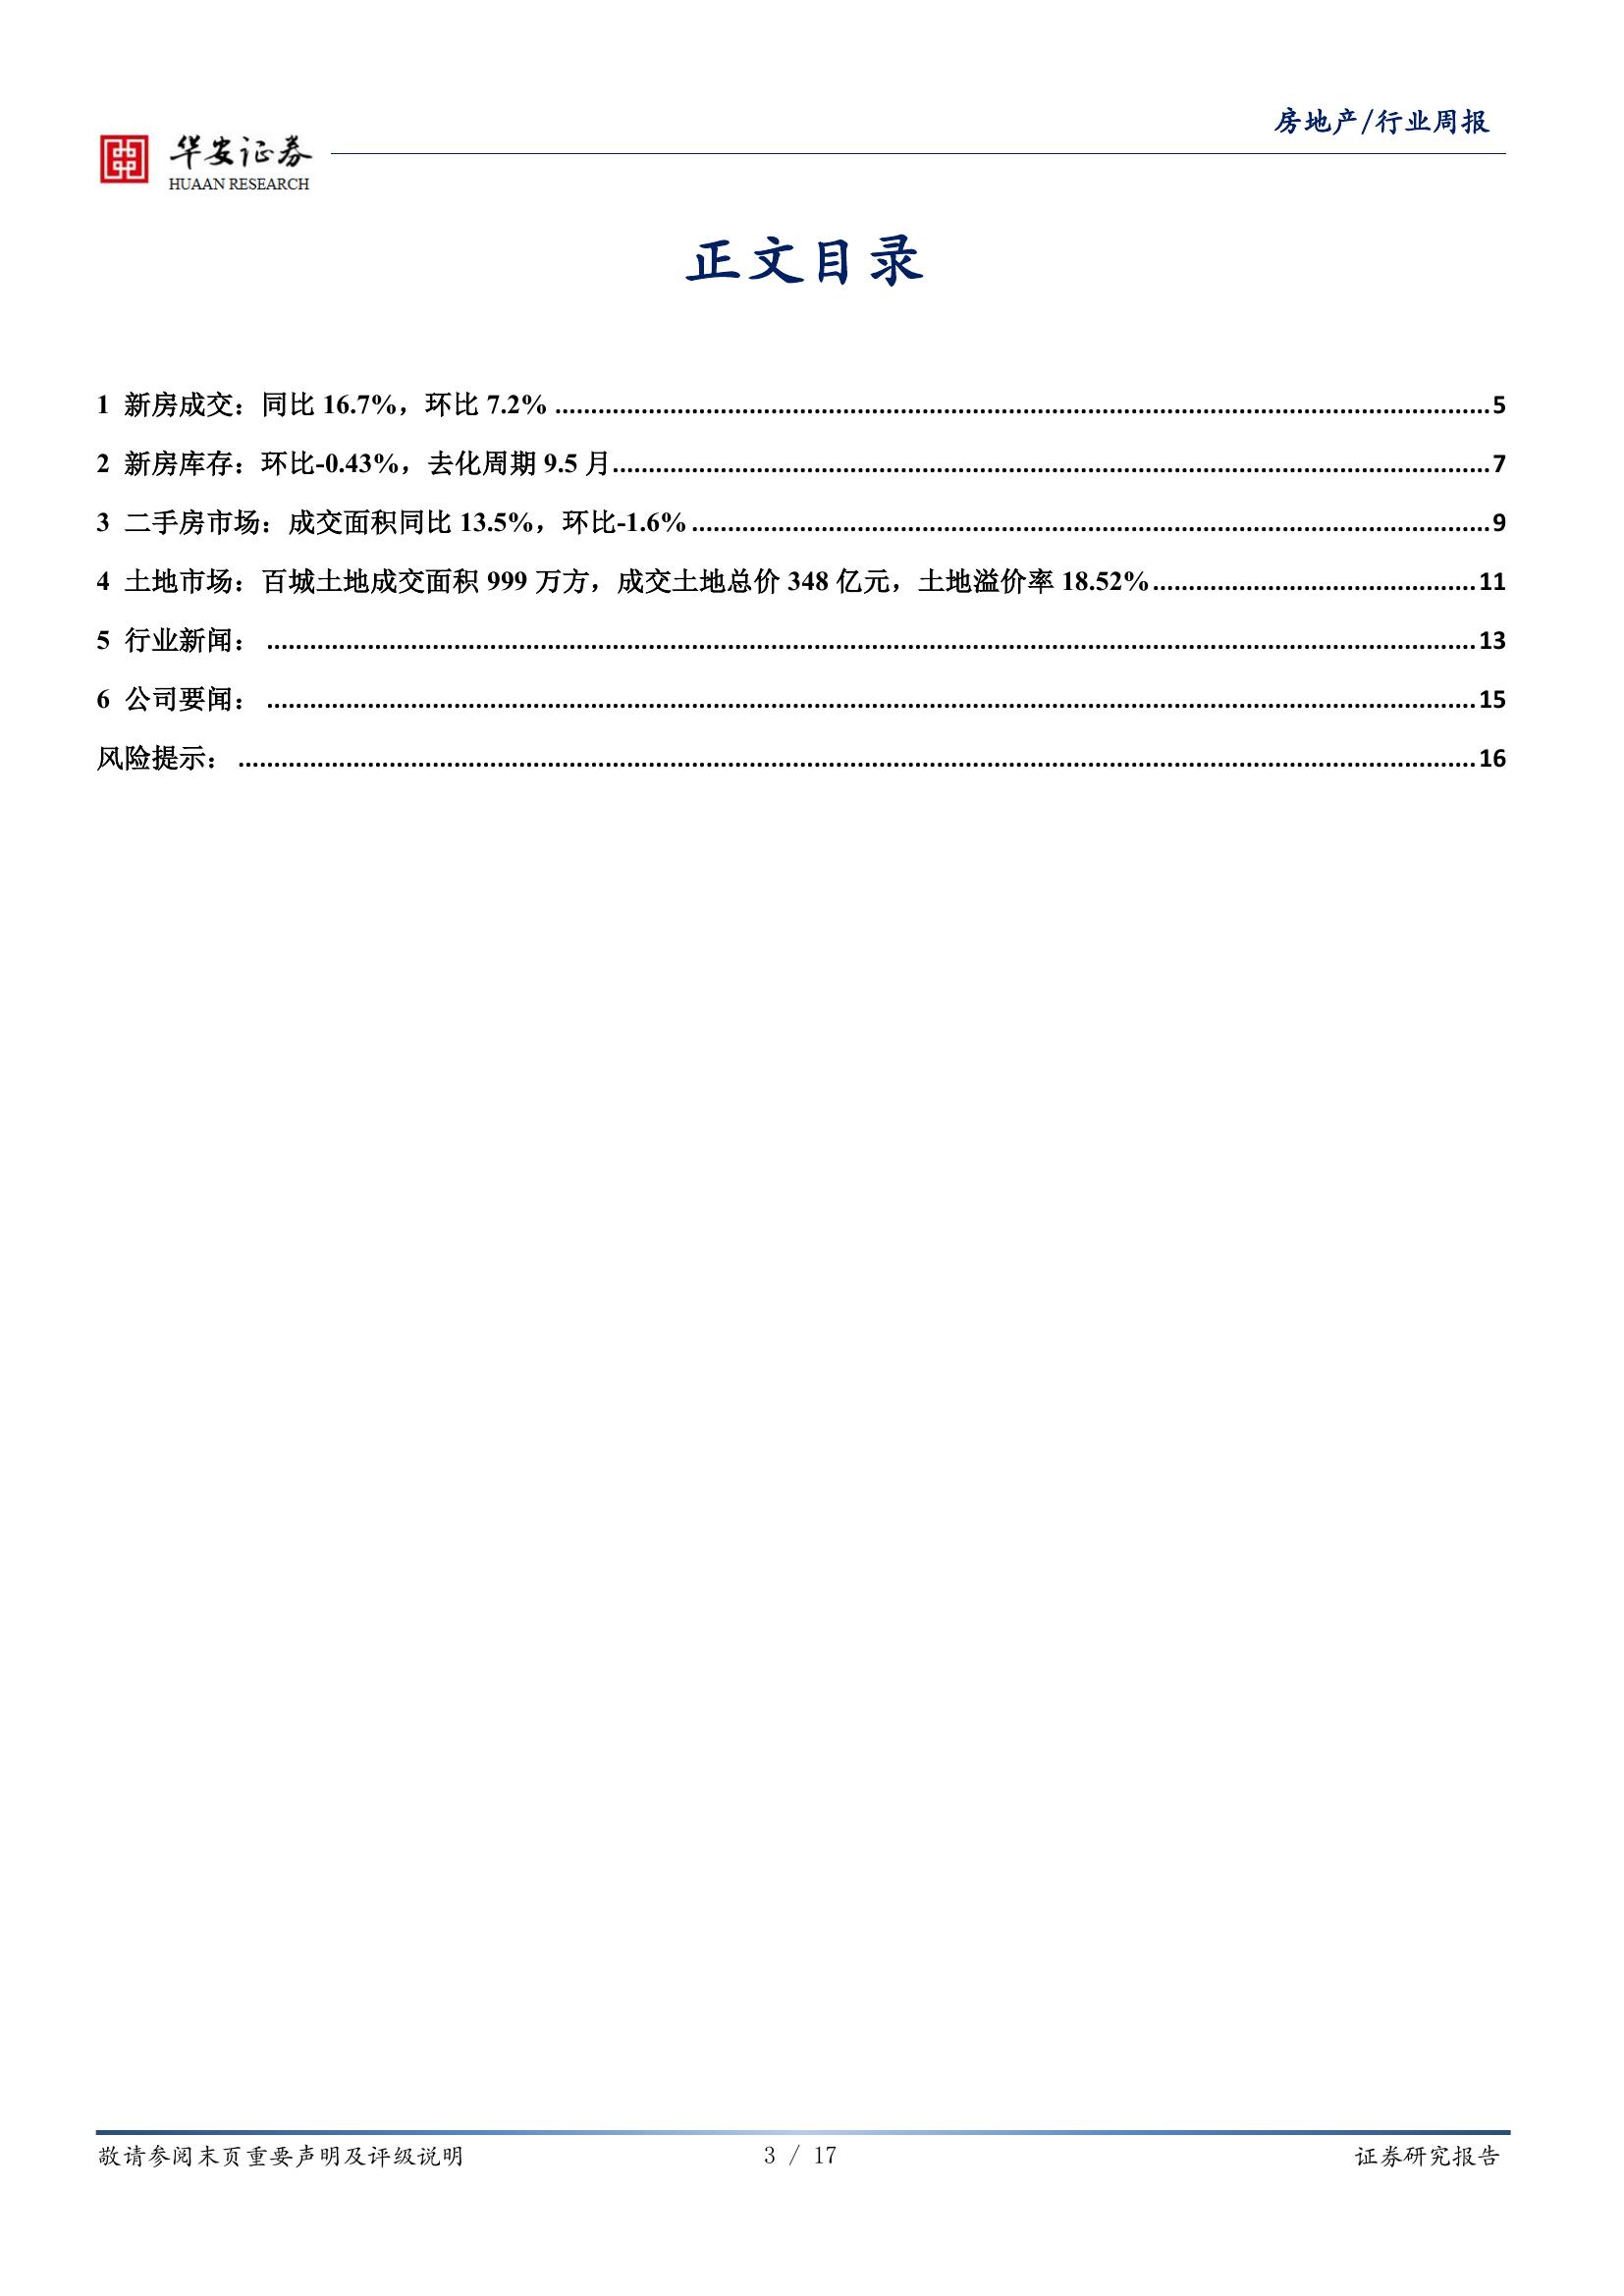 房地产/行业周报
华安证券
HUAAN RESEARCH
正文目录
1 新房成交：同比 16.7%，环比 7.2% ........................................ 5
2 新房库存：环比-0.43%，去化周期 9.5 月........................................ 7
3 二手房市场：成交面积同比 13.5%，环比-1.6% ........................................ 9
4 土地市场：百城土地成交面积 999 万方，成交土地总价 348 亿元，土地溢价率 18.52%........................................ 11
5 行业新闻： ........................................ 13
6 公司要闻： ........................................ 15
风险提示： ........................................ 16
敬请参阅末页重要声明及评级说明 3 / 17 证券研究报告